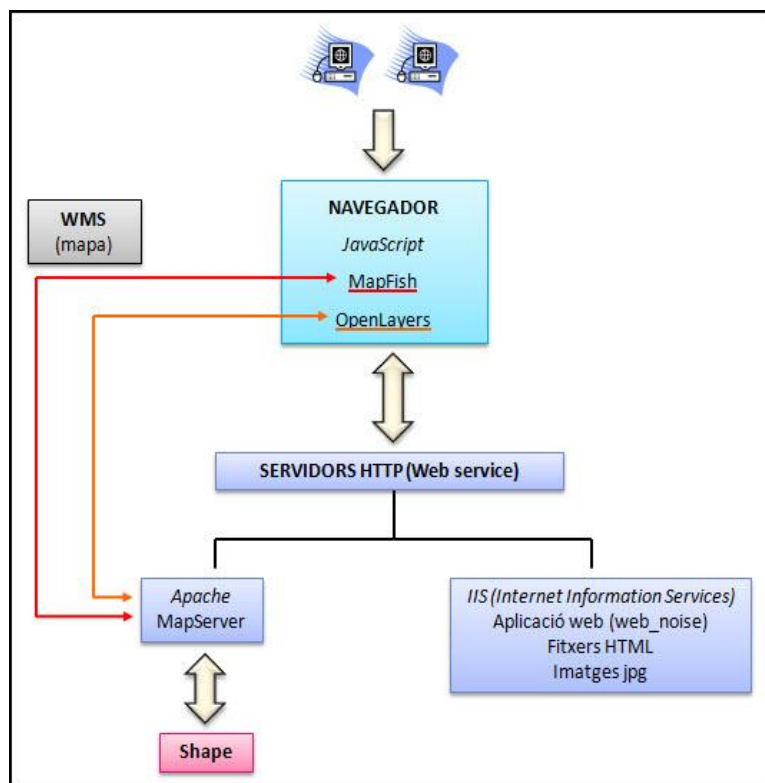 NAVEGADOR
JavaScript
MapFish
OpenLayers
WMS
(mapa)
SERVIDORS HTTP (Web service)
Apache
MapServer
IIS (Internet Information Services)
Aplicació web (web_noise)
Fitxers HTML
Imatges jpg
Shape